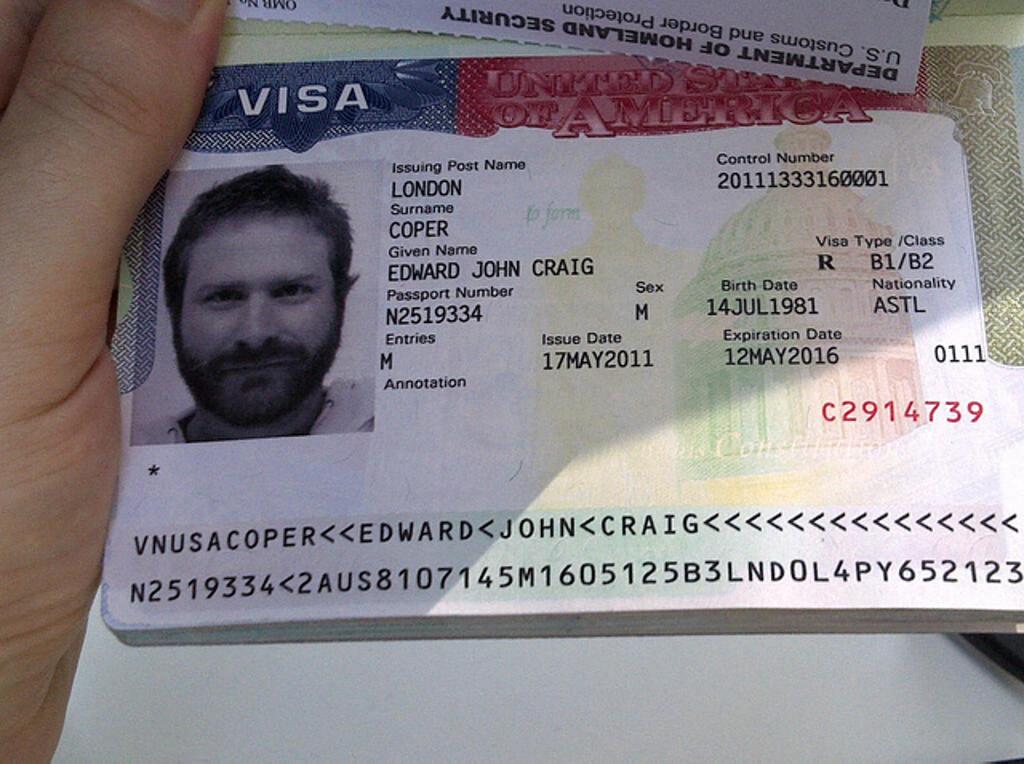 OMB No.
DEPARTMENT OF HOMELAND SECURITY
U.S. Customs and Border Protection
VISA
UNITED STATES
OF AMERICA
Issuing Post Name
LONDON
Surname
COPER
Given Name
EDWARD JOHN CRAIG
Passport Number
N2519334
Sex
M
Birth Date
14JUL1981
Nationality
ASTL
Control Number
20111333160001
Visa Type /Class
R B1/B2
Entries
M
Issue Date
17MAY2011
Expiration Date
12MAY2016
0111
Annotation
to form
C2914739
Constitution
*
VNUSACOPER<<EDWARD<JOHN<CRAIG<<<<<<<<<<<<<<<
N2519334<2AUS8107145M1605125B3LND0L4PY652123